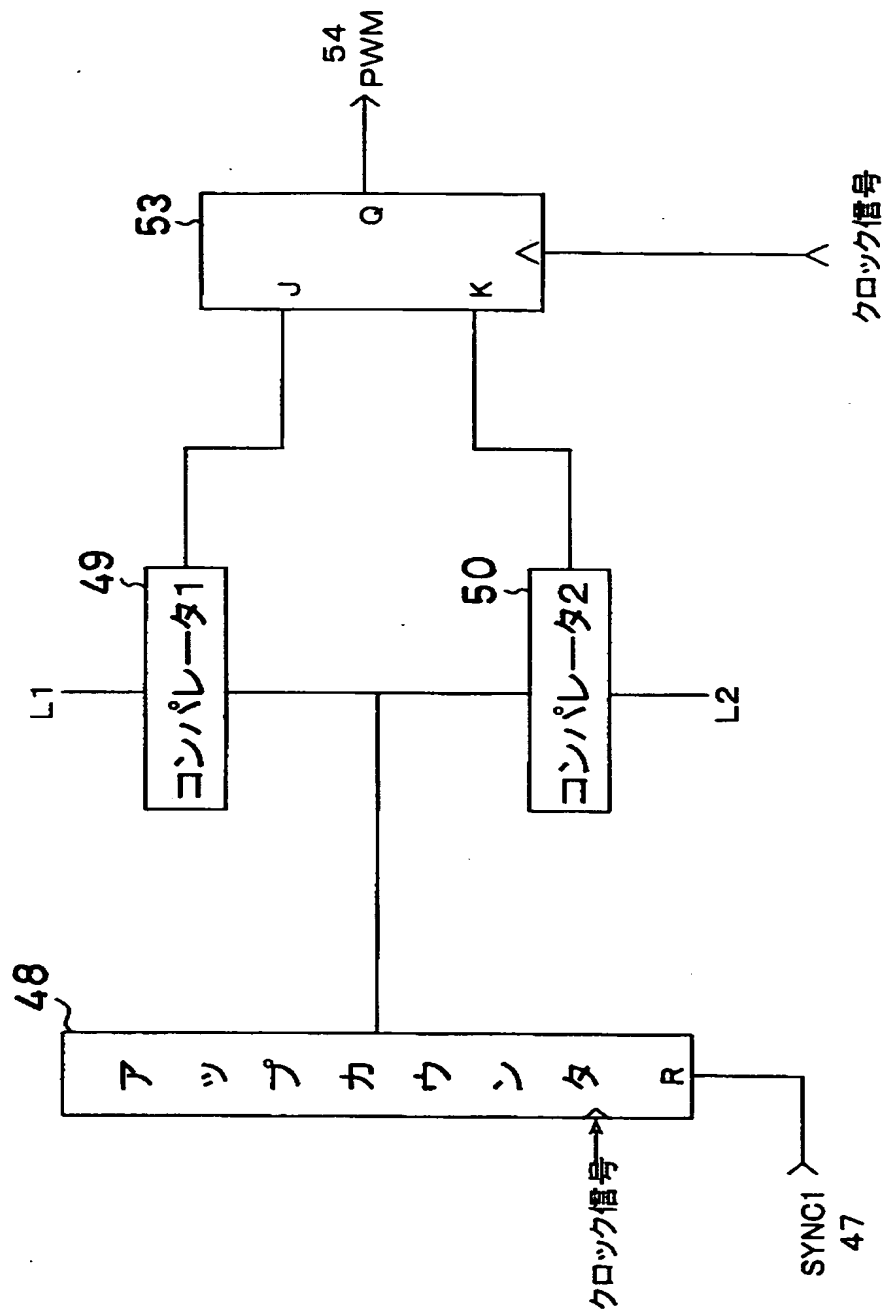 48
アップカウンタ
R
クロック信号
SYNC1
47
L1
49
コンパレータ1
50
コンパレータ2
L2
53
J
K
Q
54
PWM
クロック信号